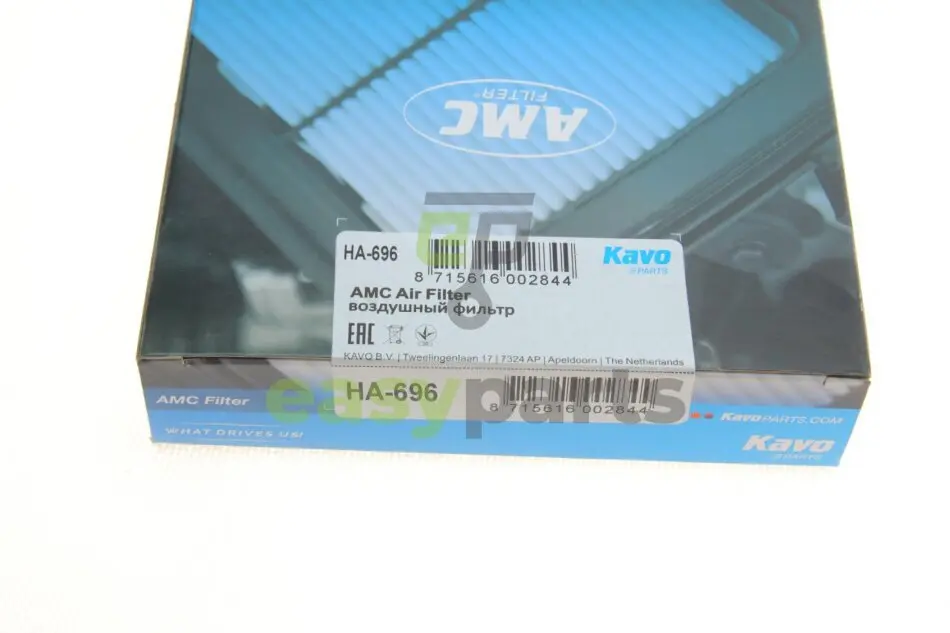 AMC
FILTER®
HA-696
Kavo
PARTS
8 715616 002844
AMC Air Filter
воздушный фильтр
EAC
KAVO B.V. | Tweelingenlaan 17 | 7324 AP | Apeldoorn | The Netherlands
easyparts
HA-696
8 715616 002844
AMC Filter
KavoPARTS.COM
WHAT DRIVES US!
Kavo
PARTS